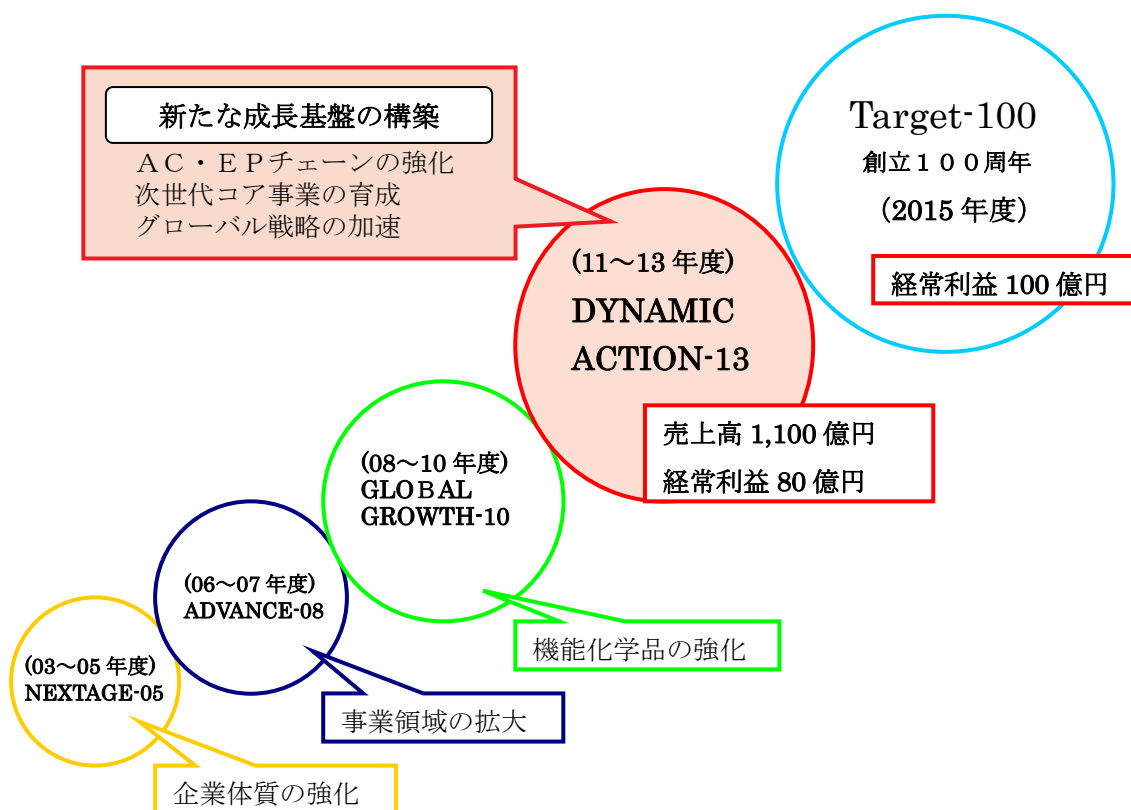 新たな成長基盤の構築
ＡＣ・ＥＰチェーンの強化
次世代コア事業の育成
グローバル戦略の加速
Target-100
創立１００周年
(2015 年度)
経常利益 100 億円
(11～13 年度)
DYNAMIC
ACTION-13
売上高 1,100 億円
経常利益 80 億円
(08～10 年度)
GLOＢAL
GROWTH-10
機能化学品の強化
(06～07 年度)
ADVANCE-08
事業領域の拡大
(03～05 年度)
NEXTAGE-05
企業体質の強化